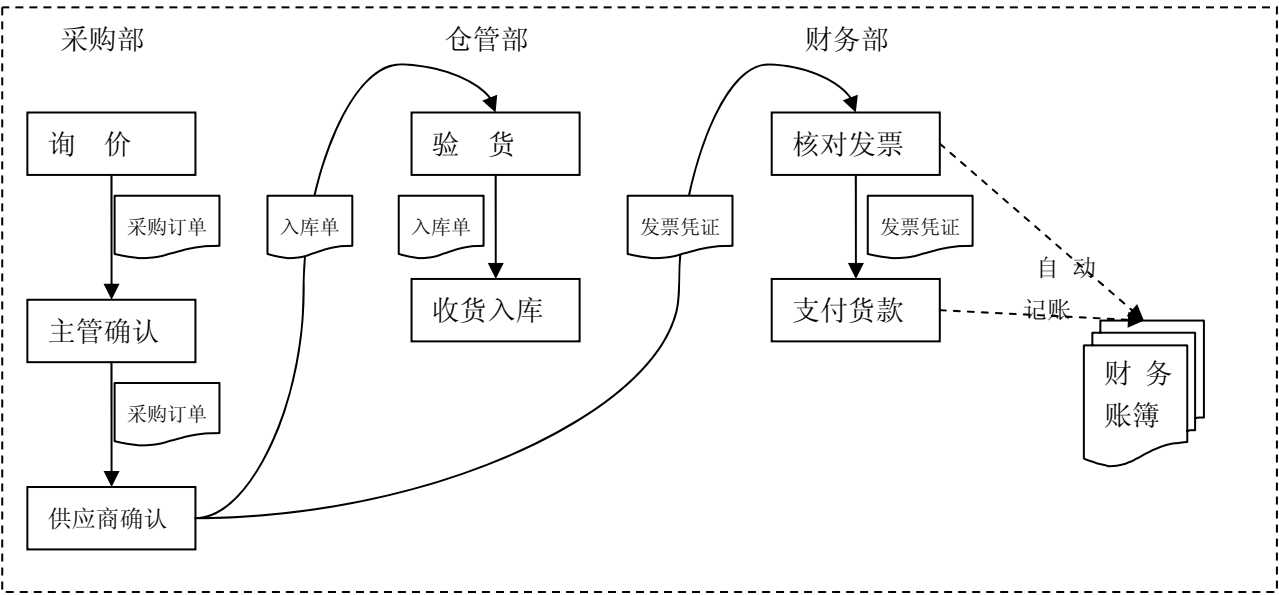 采购部
仓管部
财务部
询 价
验 货
核对发票
采购订单
入库单
入库单
发票凭证
发票凭证
自 动
记账
主管确认
收货入库
支付货款
采购订单
财 务
账簿
供应商确认